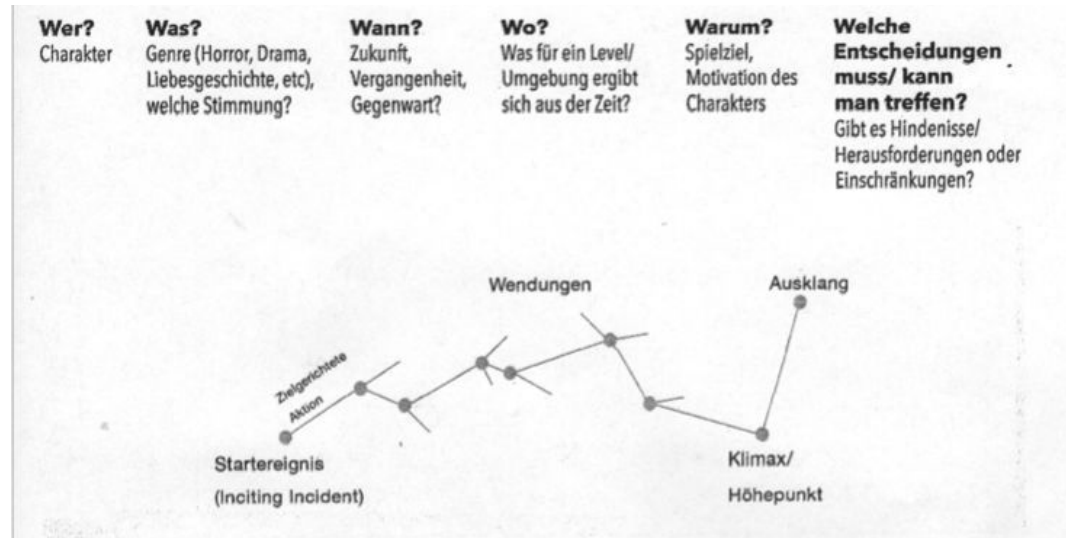 Wer?
Charakter
Was?
Genre (Horror, Drama,
Liebesgeschichte, etc),
welche Stimmung?
Wann?
Zukunft,
Vergangenheit,
Gegenwart?
Wo?
Was für ein Level/
Umgebung ergibt
sich aus der Zeit?
Warum?
Spielziel,
Motivation des
Charakters
Welche
Entscheidungen
muss/ kann
man treffen?
Gibt es Hindenisse/
Herausforderungen oder
Einschränkungen?
Wendungen
Ausklang
Zielgerichtete
Aktion
Startereignis
(Inciting Incident)
Klimax/
Höhepunkt